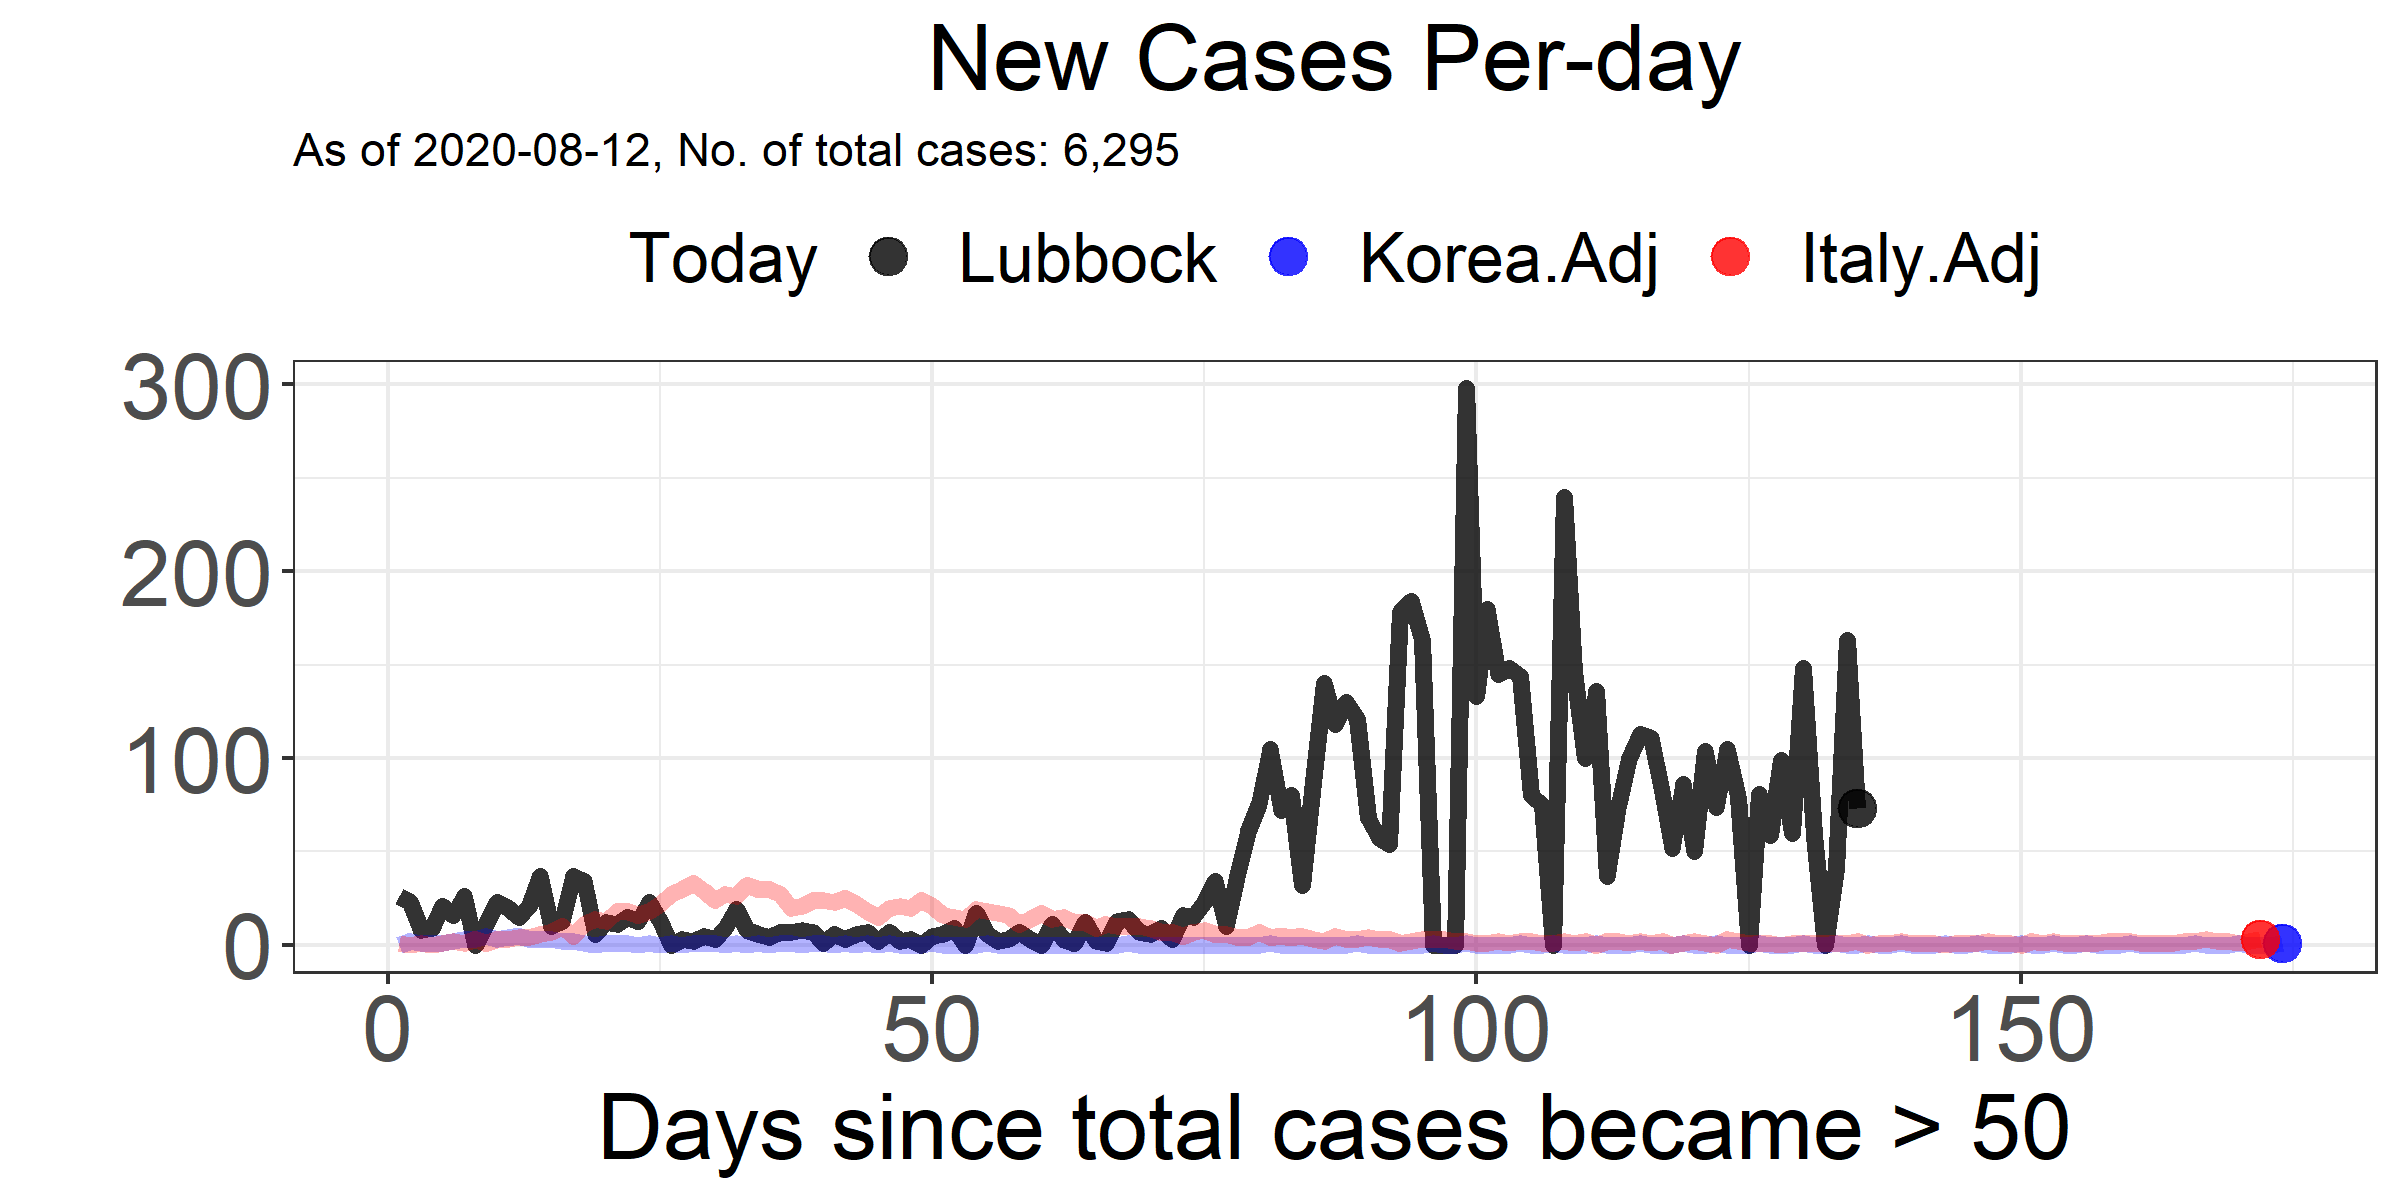 New Cases Per-day
As of 2020-08-12, No. of total cases: 6,295
Today Lubbock Korea.Adj Italy.Adj
300
200
100
0
0 50 100 150
Days since total cases became > 50